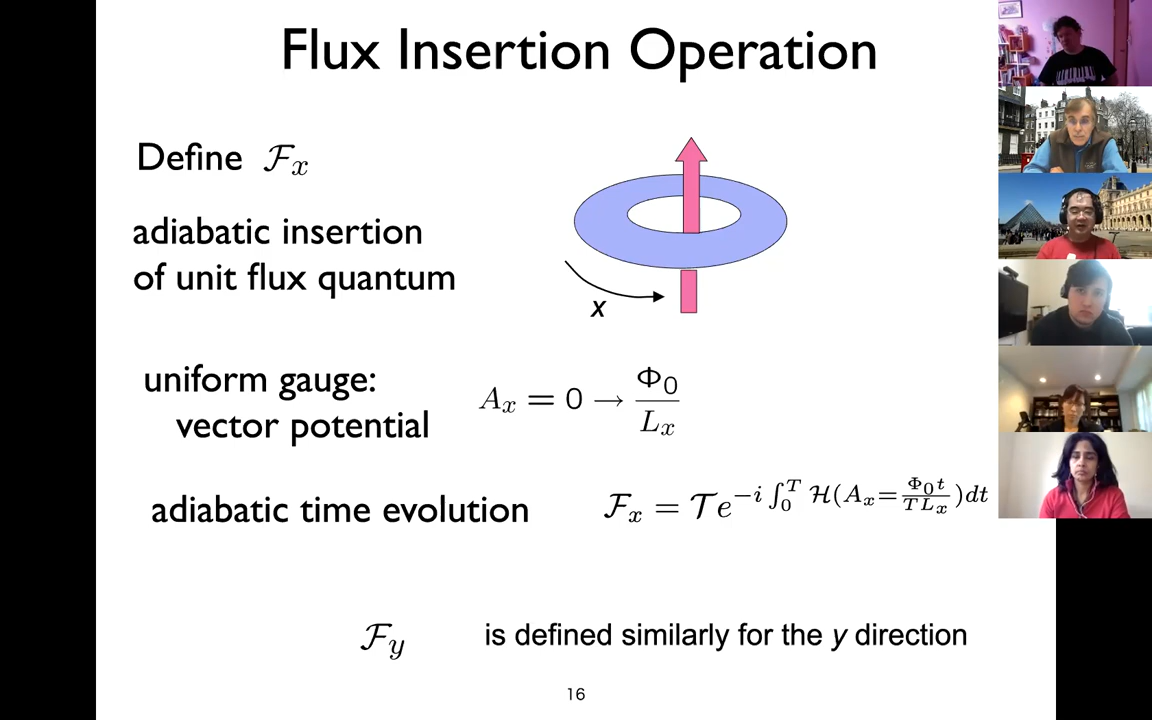 Flux Insertion Operation
Define ℱₓ
adiabatic insertion
of unit flux quantum
x
uniform gauge:
vector potential
Aₓ = 0 → Φ₀/Lₓ
adiabatic time evolution
ℱₓ = 𝒯e^{−i ∫₀ᵀ ℋ(Aₓ=Φ₀t/TLₓ)dt}
ℱ_y is defined similarly for the y direction
16